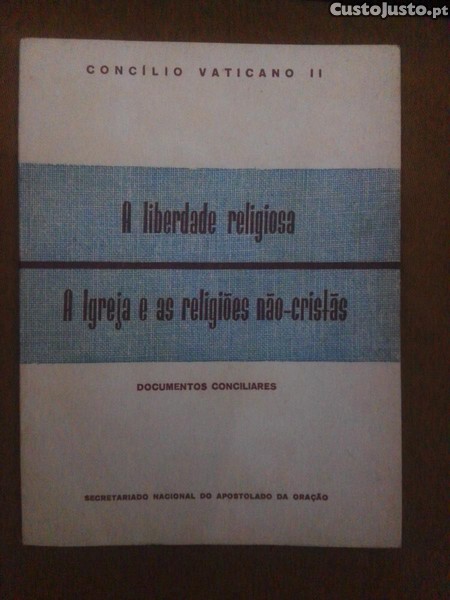 CustoJusto.pt
CONCÍLIO VATICANO II
A liberdade religiosa
A Igreja e as religiões não-cristãs
DOCUMENTOS CONCILIARES
SECRETARIADO NACIONAL DO APOSTOLADO DA ORAÇÃO